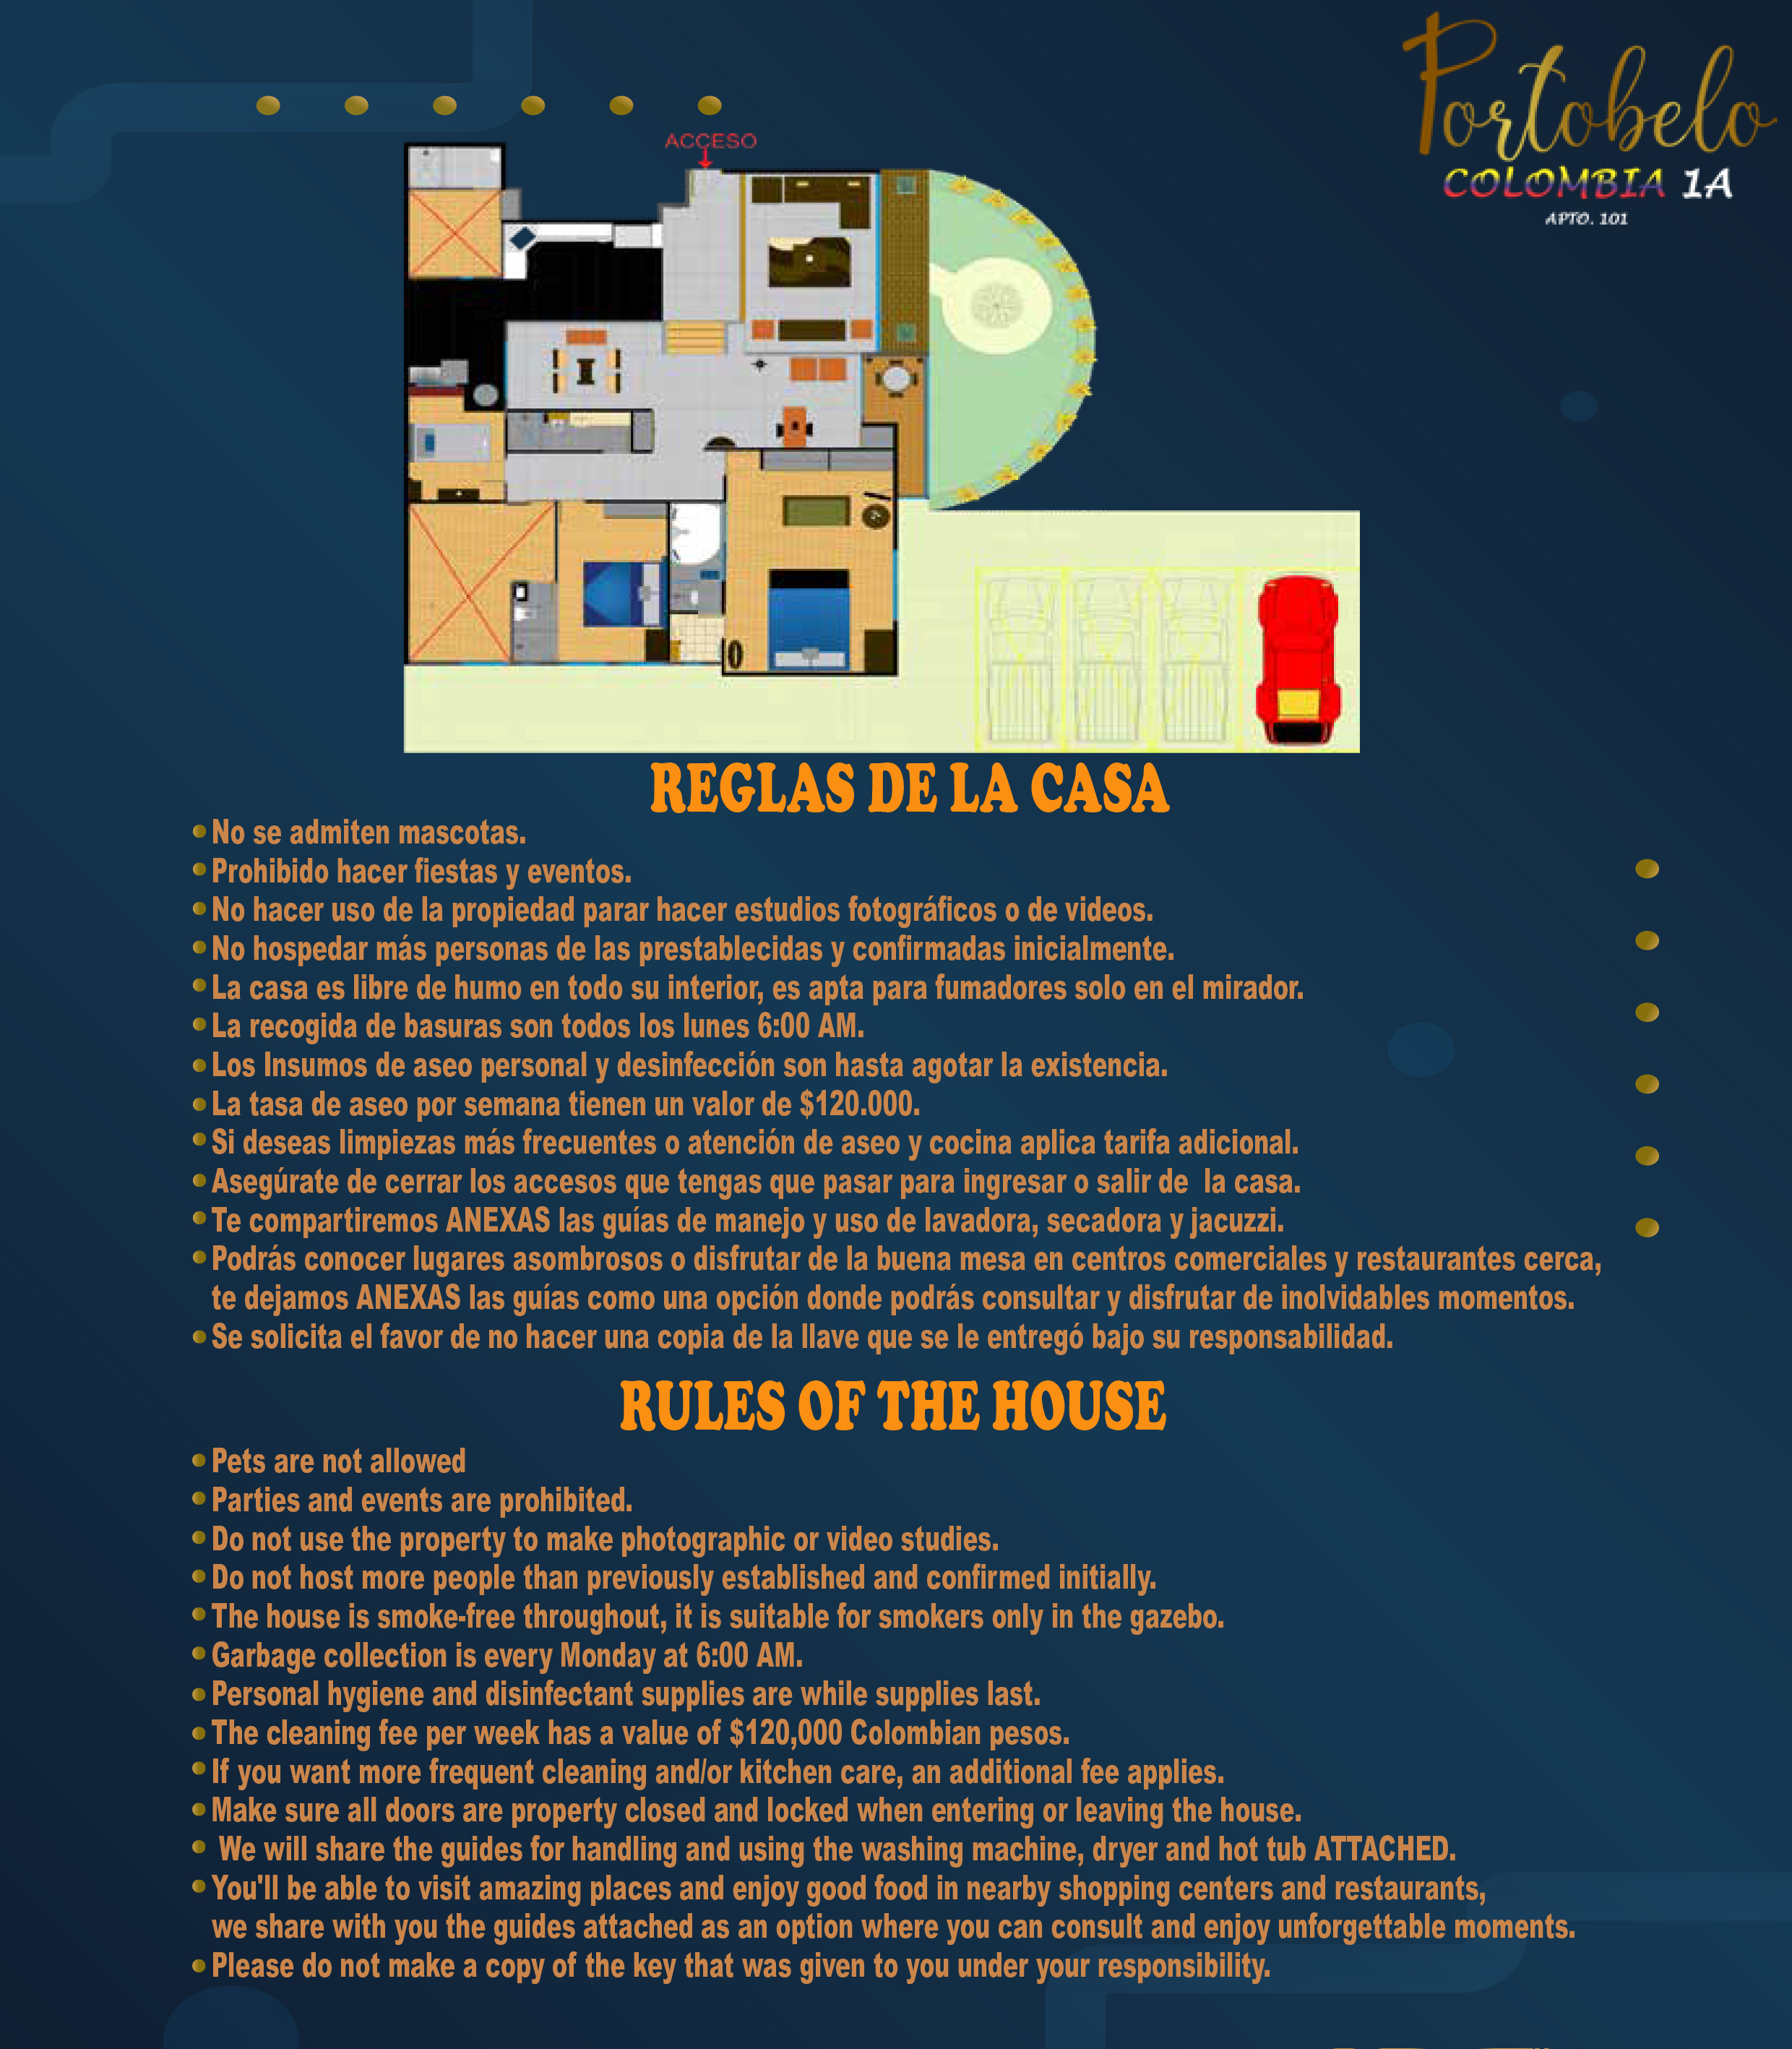 Portobelo
COLOMBIA 1A
APTO. 101
ACCESO
REGLAS DE LA CASA
No se admiten mascotas.
Prohibido hacer fiestas y eventos.
No hacer uso de la propiedad parar hacer estudios fotográficos o de videos.
No hospedar más personas de las prestablecidas y confirmadas inicialmente.
La casa es libre de humo en todo su interior, es apta para fumadores solo en el mirador.
La recogida de basuras son todos los lunes 6:00 AM.
Los Insumos de aseo personal y desinfección son hasta agotar la existencia.
La tasa de aseo por semana tienen un valor de $120.000.
Si deseas limpiezas más frecuentes o atención de aseo y cocina aplica tarifa adicional.
Asegúrate de cerrar los accesos que tengas que pasar para ingresar o salir de  la casa.
Te compartiremos ANEXAS las guías de manejo y uso de lavadora, secadora y jacuzzi.
Podrás conocer lugares asombrosos o disfrutar de la buena mesa en centros comerciales y restaurantes cerca,
te dejamos ANEXAS las guías como una opción donde podrás consultar y disfrutar de inolvidables momentos.
Se solicita el favor de no hacer una copia de la llave que se le entregó bajo su responsabilidad.
RULES OF THE HOUSE
Pets are not allowed
Parties and events are prohibited.
Do not use the property to make photographic or video studies.
Do not host more people than previously established and confirmed initially.
The house is smoke-free throughout, it is suitable for smokers only in the gazebo.
Garbage collection is every Monday at 6:00 AM.
Personal hygiene and disinfectant supplies are while supplies last.
The cleaning fee per week has a value of $120,000 Colombian pesos.
If you want more frequent cleaning and/or kitchen care, an additional fee applies.
Make sure all doors are property closed and locked when entering or leaving the house.
We will share the guides for handling and using the washing machine, dryer and hot tub ATTACHED.
You'll be able to visit amazing places and enjoy good food in nearby shopping centers and restaurants,
we share with you the guides attached as an option where you can consult and enjoy unforgettable moments.
Please do not make a copy of the key that was given to you under your responsibility.